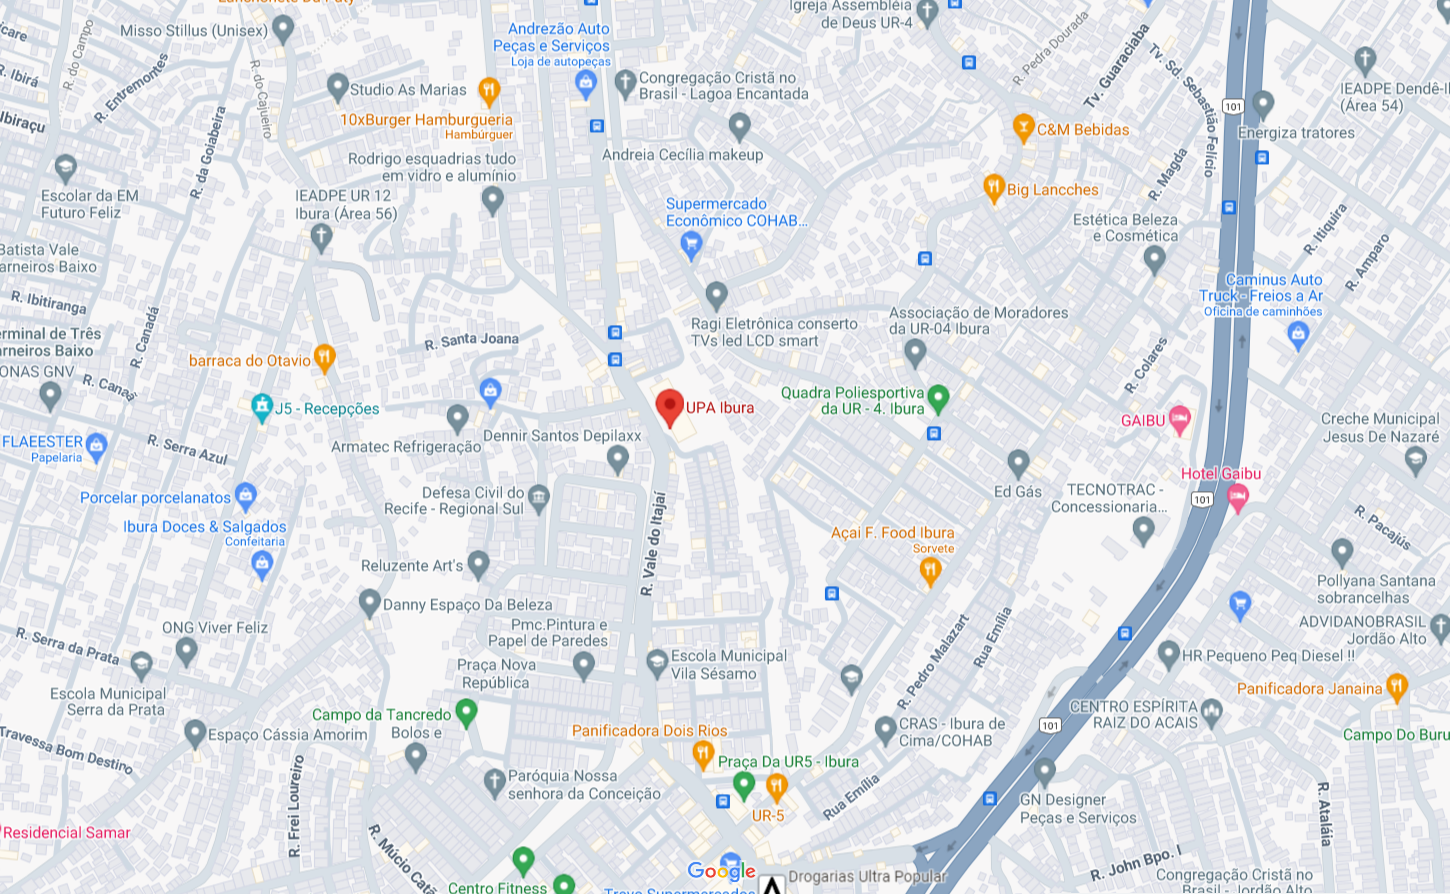 Misso Stillus (Unisex)
R. do Campo
R. Ibirá
R. Entremontes
Ibiraçu
R. da Goiabeira
R. do Cajueiro
Andrezão Auto
Peças e Serviços
Loja de autopeças
Igreja Assembléia
de Deus UR-4
R. Pedra Dourada
Tv. Guaraciaba
Tv. Sd. Sebastião Felício
101
IEADPE Dendê-I
(Área 54)
Energiza tratores
Studio As Marias
10xBurger Hamburgueria
Hambúrguer
Congregação Cristã no
Brasil - Lagoa Encantada
Andreia Cecília makeup
C&M Bebidas
Big Lancches
R. Magda
Rodrigo esquadrias tudo
em vidro e alumínio
Escolar da EM
Futuro Feliz
IEADPE UR 12
Ibura (Área 56)
Supermercado
Econômico COHAB...
Estética Beleza
e Cosmética
R. Itiquira
R. Amparo
Batista Vale
arneiros Baixo
R. Ibitiranga
R. Canadá
Caminus Auto
Truck - Freios a Ar
Oficina de caminhões
erminal de Três
arneiros Baixo
ONAS GNV
R. Canaã
Ragi Eletrônica conserto
TVs led LCD smart
Associação de Moradores
da UR-04 Ibura
R. Santa Joana
barraca do Otavio
R. Colares
J5 - Recepções
UPA Ibura
Quadra Poliesportiva
da UR - 4. Ibura
GAIBU
Creche Municipal
Jesus De Nazaré
FLAEESTER
Papelaria
R. Serra Azul
Armatec Refrigeração
Dennir Santos Depilaxx
Hotel Gaibu
101
Porcelar porcelanatos
Defesa Civil do
Recife - Regional Sul
R. Vale do Itajaí
Ed Gás
TECNOTRAC -
Concessionaria...
R. Pacajús
Ibura Doces & Salgados
Confeitaria
Açai F. Food Ibura
Sorvete
Reluzente Art's
Pollyana Santana
sobrancelhas
Danny Espaço Da Beleza
ONG Viver Feliz
Pmc.Pintura e
Papel de Paredes
R. Pedro Malazart
Rua Emília
ADVIDANOBRASIL
Jordão Alto
R. Serra da Prata
Praça Nova
República
Escola Municipal
Vila Sésamo
HR Pequeno Peq Diesel !!
Panificadora Janaina
Escola Municipal
Serra da Prata
Campo da Tancredo
Bolos e
CENTRO ESPÍRITA
RAIZ DO ACAIS
101
Campo Do Buru
Travessa Bom Destino
Espaço Cássia Amorim
Panificadora Dois Rios
CRAS - Ibura de
Cima/COHAB
Praça Da UR5 - Ibura
UR-5
Rua Emília
R. Frei Loureiro
Paróquia Nossa
senhora da Conceição
GN Designer
Peças e Serviços
R. Ataláia
Residencial Samar
R. Múcio Catã
Google
Drogarias Ultra Popular
R. John Bpo. I
Centro Fitness
Congregação Cristã no
Brasil - Jordão Alto